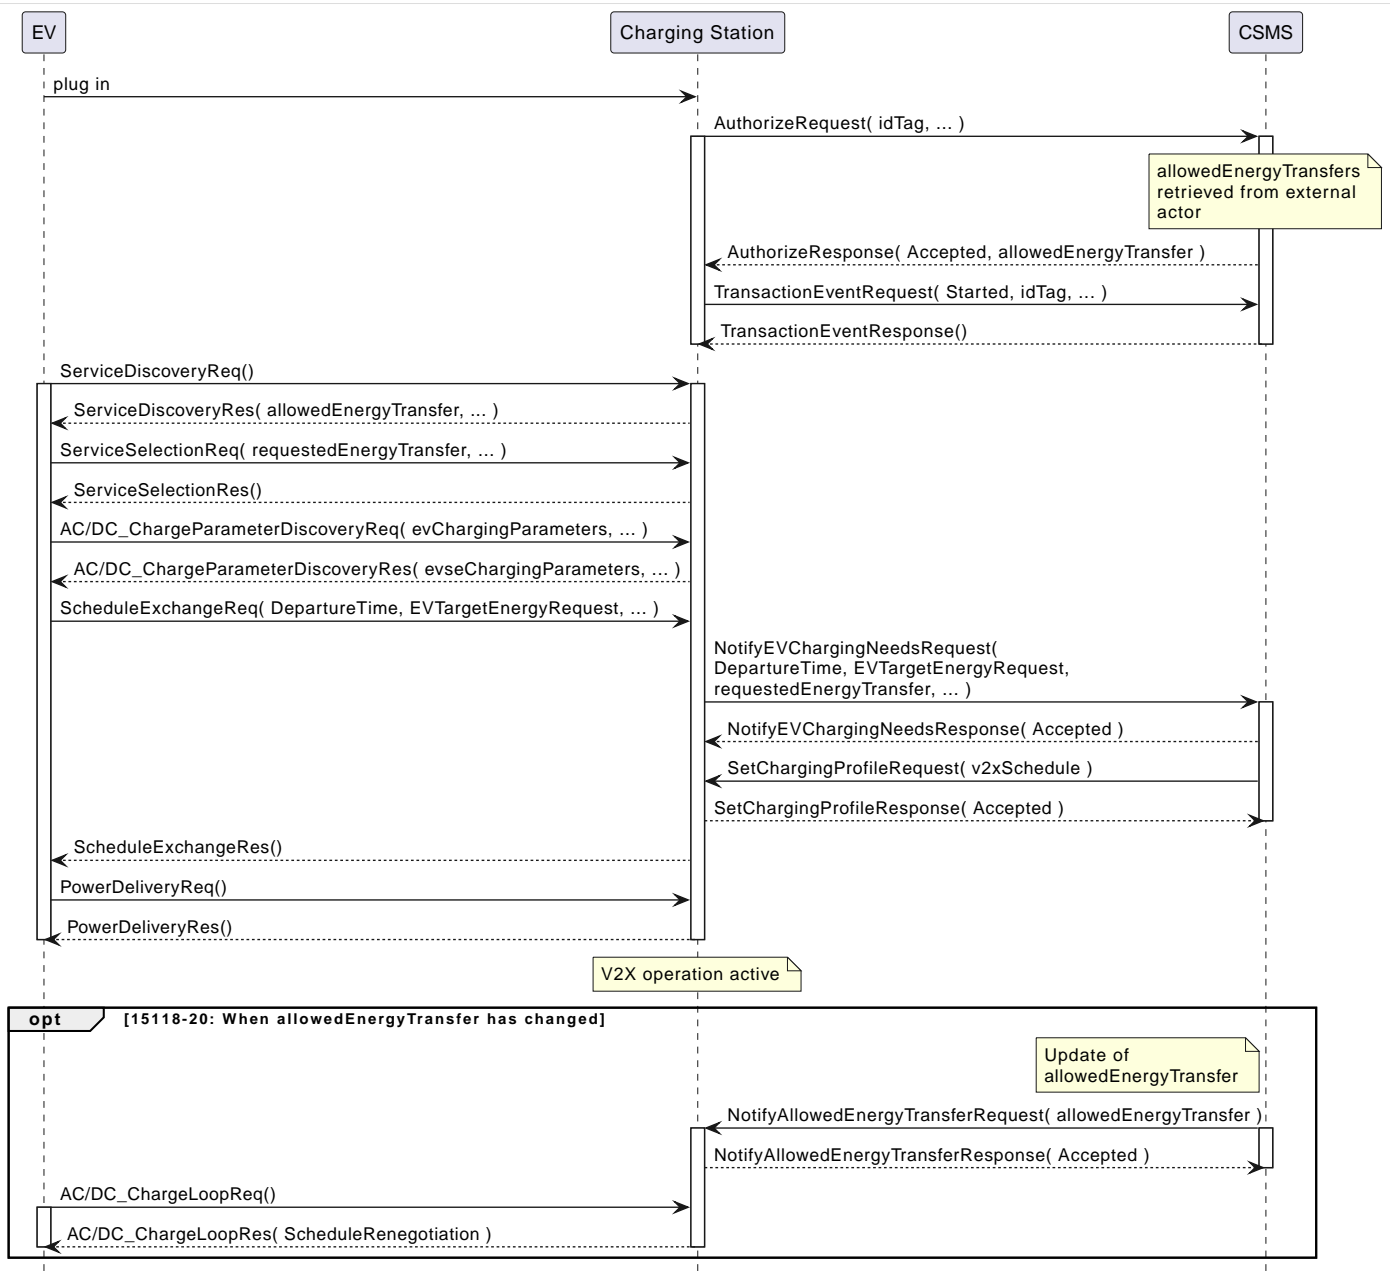 EV
Charging Station
CSMS
plug in
AuthorizeRequest( idTag, ... )
allowedEnergyTransfers
retrieved from external
actor
AuthorizeResponse( Accepted, allowedEnergyTransfer )
TransactionEventRequest( Started, idTag, ... )
TransactionEventResponse()
ServiceDiscoveryReq()
ServiceDiscoveryRes( allowedEnergyTransfer, ... )
ServiceSelectionReq( requestedEnergyTransfer, ... )
ServiceSelectionRes()
AC/DC_ChargeParameterDiscoveryReq( evChargingParameters, ... )
AC/DC_ChargeParameterDiscoveryRes( evseChargingParameters, ... )
ScheduleExchangeReq( DepartureTime, EVTargetEnergyRequest, ... )
NotifyEVChargingNeedsRequest(
DepartureTime, EVTargetEnergyRequest,
requestedEnergyTransfer, ... )
NotifyEVChargingNeedsResponse( Accepted )
SetChargingProfileRequest( v2xSchedule )
SetChargingProfileResponse( Accepted )
ScheduleExchangeRes()
PowerDeliveryReq()
PowerDeliveryRes()
V2X operation active
opt
[15118-20: When allowedEnergyTransfer has changed]
Update of
allowedEnergyTransfer
NotifyAllowedEnergyTransferRequest( allowedEnergyTransfer )
NotifyAllowedEnergyTransferResponse( Accepted )
AC/DC_ChargeLoopReq()
AC/DC_ChargeLoopRes( ScheduleRenegotiation )